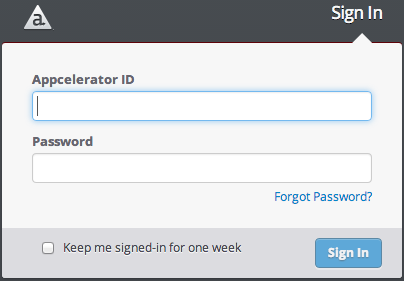 a
Sign In
Appcelerator ID
Password
Forgot Password?
Keep me signed-in for one week
Sign In